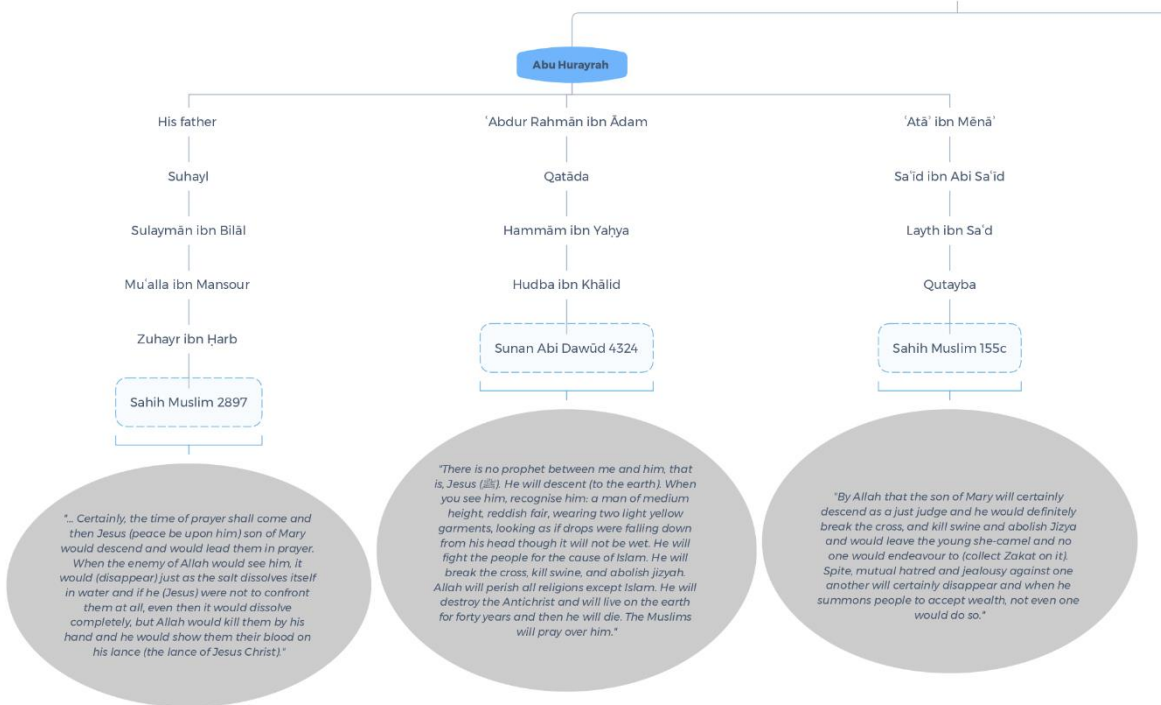 Abu Hurayrah
His father
Suhayl
Sulaymān ibn Bilāl
Mu'alla ibn Mansour
Zuhayr ibn Ḥarb
Sahih Muslim 2897
"... Certainly, the time of prayer shall come and
then Jesus (peace be upon him) son of Mary
would descend and would lead them in prayer.
When the enemy of Allah would see him, it
would (disappear) just as the salt dissolves itself
in water and if he (Jesus) were not to confront
them at all, even then it would dissolve
completely, but Allah would kill them by his
hand and he would show them their blood on
his lance (the lance of Jesus Christ)."
'Abdur Rahmān ibn Ādam
Qatāda
Hammām ibn Yaḥya
Hudba ibn Khālid
Sunan Abi Dawūd 4324
"There is no prophet between me and him, that
is, Jesus (ﷺ). He will descent (to the earth). When
you see him, recognise him: a man of medium
height, reddish fair, wearing two light yellow
garments, looking as if drops were falling down
from his head though it will not be wet. He will
fight the people for the cause of Islam. He will
break the cross, kill swine, and abolish jizyah.
Allah will perish all religions except Islam. He will
destroy the Antichrist and will live on the earth
for forty years and then he will die. The Muslims
will pray over him."
'Atā' ibn Mēnā'
Sa'īd ibn Abi Sa'īd
Layth ibn Sa'd
Qutayba
Sahih Muslim 155c
"By Allah that the son of Mary will certainly
descend as a just judge and he would definitely
break the cross, and kill swine and abolish Jizya
and would leave the young she-camel and no
one would endeavour to (collect Zakat on it).
Spite, mutual hatred and jealousy against one
another will certainly disappear and when he
summons people to accept wealth, not even one
would do so."